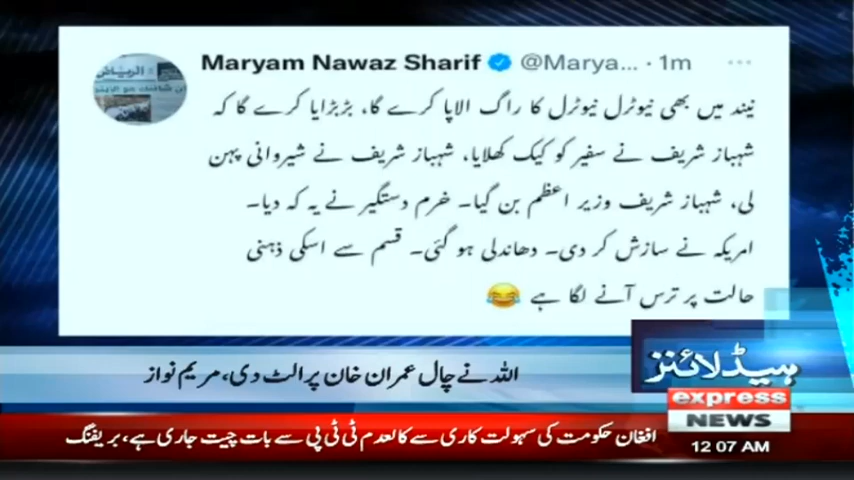 Maryam Nawaz Sharif @Marya... · 1m
نیند میں بھی نیوٹرل نیوٹرل کا راگ الاپا کرے گا، بڑبڑایا کرے گا کہ
شہباز شریف نے سفیر کو کیک کھلایا، شہباز شریف نے شیروانی پہن
لی، شہباز شریف وزیر اعظم بن گیا۔ خرم دستگیر نے یہ کہ دیا۔
امریکہ نے سازش کر دی۔ دھاندلی ہو گئی۔ قسم سے اسکی ذہنی
حالت پر ترس آنے لگا ہے 😂
اللہ نے چال عمران خان پر الٹ دی، مریم نواز
ہیڈلائنز
express
NEWS
12:07 AM
افغان حکومت کی سہولت کاری سے کالعدم ٹی ٹی پی سے بات چیت جاری ہے، بریفنگ